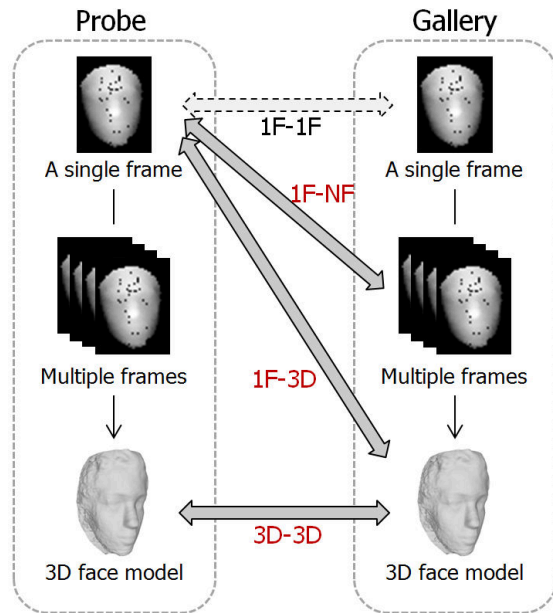 Probe
Gallery
1F-1F
A single frame
A single frame
1F-NF
Multiple frames
Multiple frames
1F-3D
3D-3D
3D face model
3D face model